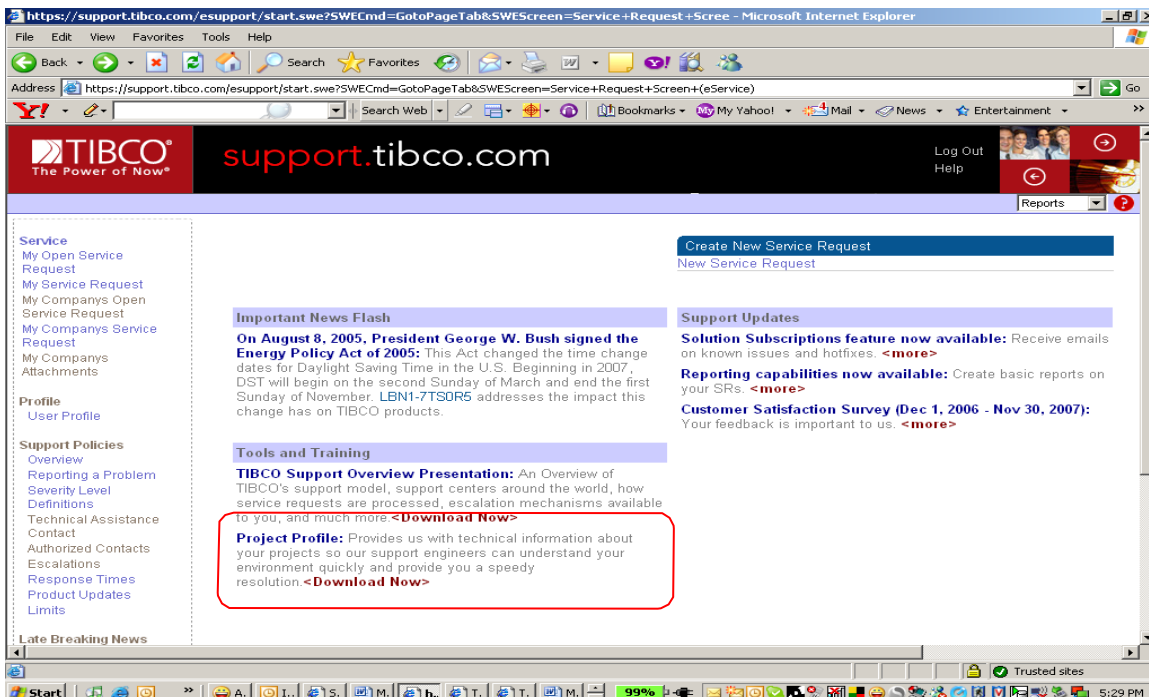 https://support.tibco.com/esupport/start.swe?SWECmd=GotoPageTab&SWEScreen=Service+Request+Scree - Microsoft Internet Explorer
File Edit View Favorites Tools Help
Back Search Favorites
Address https://support.tibco.com/esupport/start.swe?SWECmd=GotoPageTab&SWEScreen=Service+Request+Screen+(eService) Go
Y! Search Web Bookmarks My Yahoo! Mail News Entertainment >>
TIBCO®
The Power of Now®
support.tibco.com
Log Out
Help
Reports
Service
My Open Service
Request
My Service Request
My Companys Open
Service Request
My Companys Service
Request
My Companys
Attachments
Profile
User Profile
Support Policies
Overview
Reporting a Problem
Severity Level
Definitions
Technical Assistance
Contact
Authorized Contacts
Escalations
Response Times
Product Updates
Limits
Late Breaking News
Create New Service Request
New Service Request
Important News Flash
On August 8, 2005, President George W. Bush signed the
Energy Policy Act of 2005: This Act changed the time change
dates for Daylight Saving Time in the U.S. Beginning in 2007,
DST will begin on the second Sunday of March and end the first
Sunday of November. LBN1-7TS0R5 addresses the impact this
change has on TIBCO products.
Support Updates
Solution Subscriptions feature now available: Receive emails
on known issues and hotfixes. <more>
Reporting capabilities now available: Create basic reports on
your SRs. <more>
Customer Satisfaction Survey (Dec 1, 2006 - Nov 30, 2007):
Your feedback is important to us. <more>
Tools and Training
TIBCO Support Overview Presentation: An Overview of
TIBCO's support model, support centers around the world, how
service requests are processed, escalation mechanisms available
to you, and much more.<Download Now>
Project Profile: Provides us with technical information about
your projects so our support engineers can understand your
environment quickly and provide you a speedy
resolution.<Download Now>
Trusted sites
Start >> A. I.. S. M. h.. T. T. M. 99% 5:29 PM